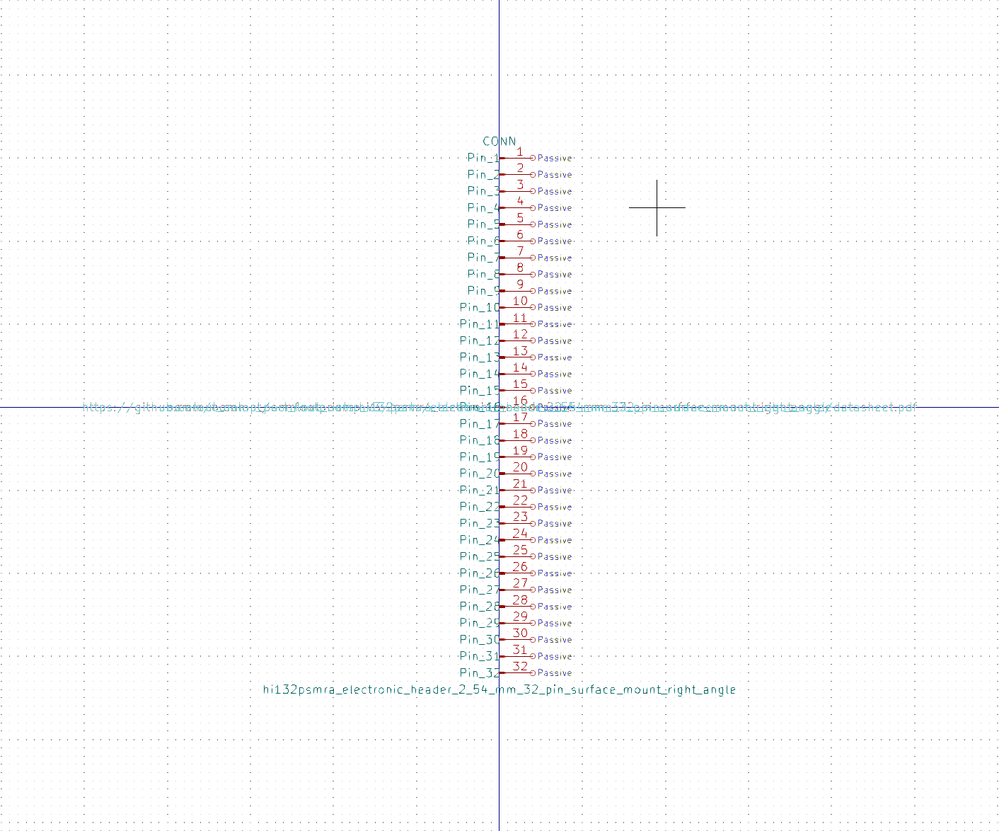 CONN
Pin_1 1 Passive
Pin_2 2 Passive
Pin_3 3 Passive
Pin_4 4 Passive
Pin_5 5 Passive
Pin_6 6 Passive
Pin_7 7 Passive
Pin_8 8 Passive
Pin_9 9 Passive
Pin_10 10 Passive
Pin_11 11 Passive
Pin_12 12 Passive
Pin_13 13 Passive
Pin_14 14 Passive
Pin_15 15 Passive
16
Pin_17 17 Passive
Pin_18 18 Passive
Pin_19 19 Passive
Pin_20 20 Passive
Pin_21 21 Passive
Pin_22 22 Passive
Pin_23 23 Passive
Pin_24 24 Passive
Pin_25 25 Passive
Pin_26 26 Passive
Pin_27 27 Passive
Pin_28 28 Passive
Pin_29 29 Passive
Pin_30 30 Passive
Pin_31 31 Passive
Pin_32 32 Passive
hi132psmra_electronic_header_2_54_mm_32_pin_surface_mount_right_angle